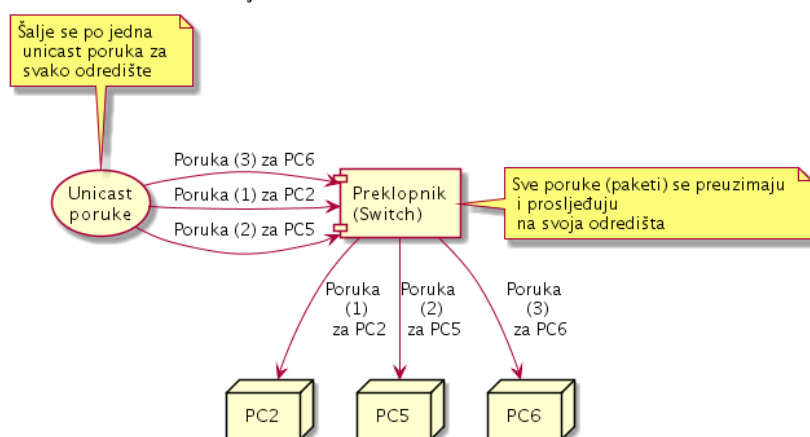 Šalje se po jedna
unicast poruka za
svako odredište
Poruka (3) za PC6
Unicast
poruke
Poruka (1) za PC2
Poruka (2) za PC5
Preklopnik
(Switch)
Sve poruke (paketi) se preuzimaju
i prosljeđuju
na svoja odredišta
Poruka
(1)
za PC2
Poruka
(2)
za PC5
Poruka
(3)
za PC6
PC2
PC5
PC6